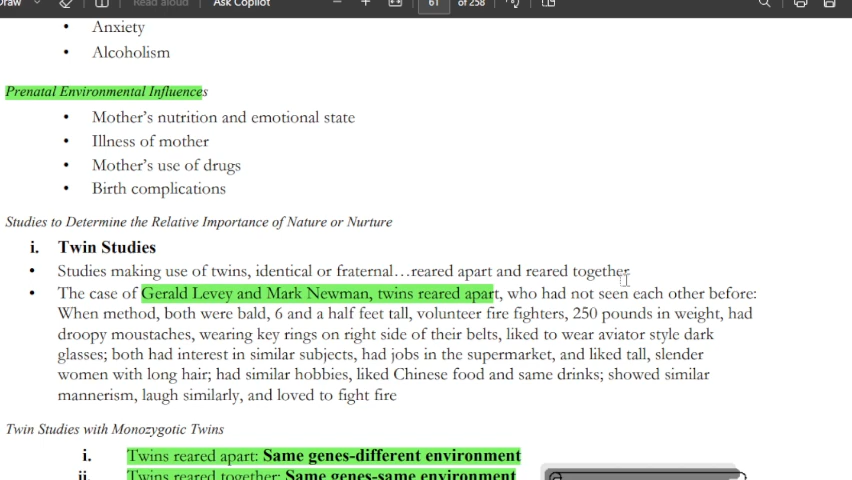 Draw
Read aloud
Ask Copilot
61
of 258
• Anxiety
• Alcoholism
Prenatal Environmental Influences
• Mother's nutrition and emotional state
• Illness of mother
• Mother's use of drugs
• Birth complications
Studies to Determine the Relative Importance of Nature or Nurture
i. Twin Studies
• Studies making use of twins, identical or fraternal…reared apart and reared together
• The case of Gerald Levey and Mark Newman, twins reared apart, who had not seen each other before:
When method, both were bald, 6 and a half feet tall, volunteer fire fighters, 250 pounds in weight, had
droopy moustaches, wearing key rings on right side of their belts, liked to wear aviator style dark
glasses; both had interest in similar subjects, had jobs in the supermarket, and liked tall, slender
women with long hair; had similar hobbies, liked Chinese food and same drinks; showed similar
mannerism, laugh similarly, and loved to fight fire
Twin Studies with Monozygotic Twins
i. Twins reared apart: Same genes-different environment
ii. Twins reared together: Same genes-same environment